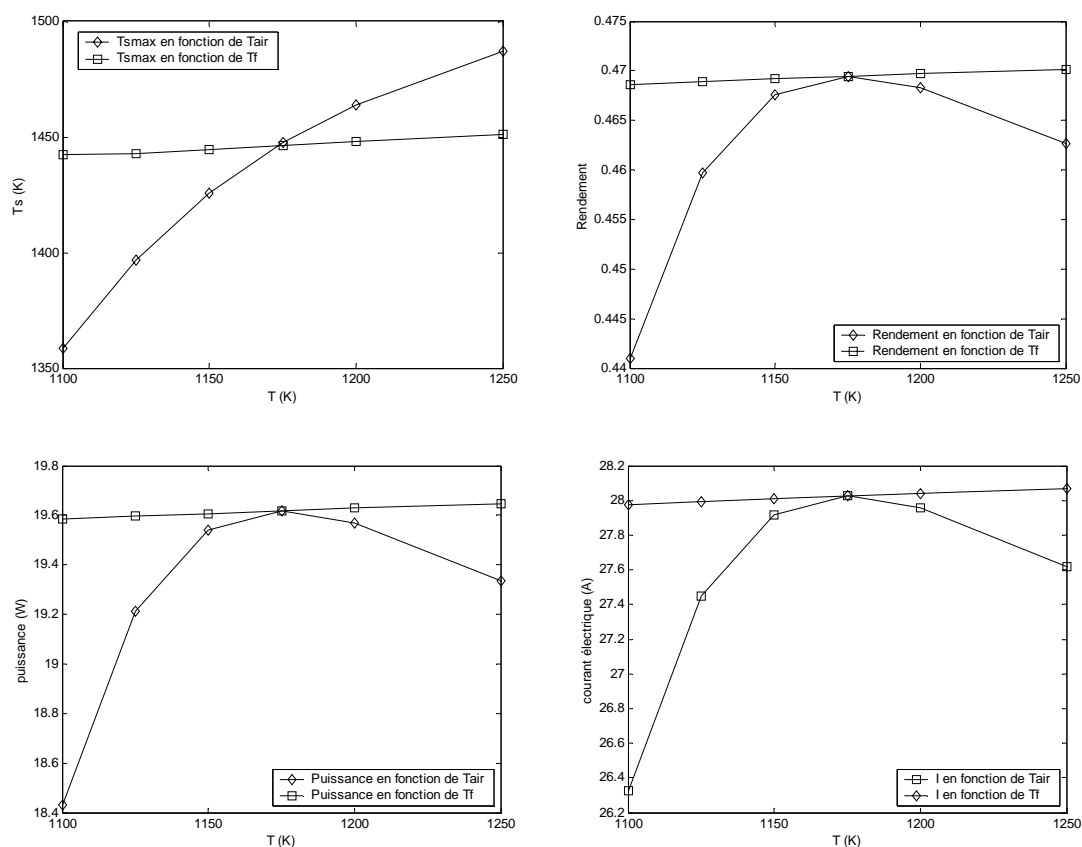 1500
1450
1400
1350
Ts (K)
Tsmax en fonction de Tair
Tsmax en fonction de Tf
1100
1150
1200
1250
T (K)
0.475
0.47
0.465
0.46
0.455
0.45
0.445
0.44
Rendement
Rendement en fonction de Tair
Rendement en fonction de Tf
1100
1150
1200
1250
T (K)
19.8
19.6
19.4
19.2
19
18.8
18.6
18.4
puissance (W)
Puissance en fonction de Tair
Puissance en fonction de Tf
1100
1150
1200
1250
T (K)
28.2
28
27.8
27.6
27.4
27.2
27
26.8
26.6
26.4
26.2
courant électrique (A)
I en fonction de Tair
I en fonction de Tf
1100
1150
1200
1250
T (K)